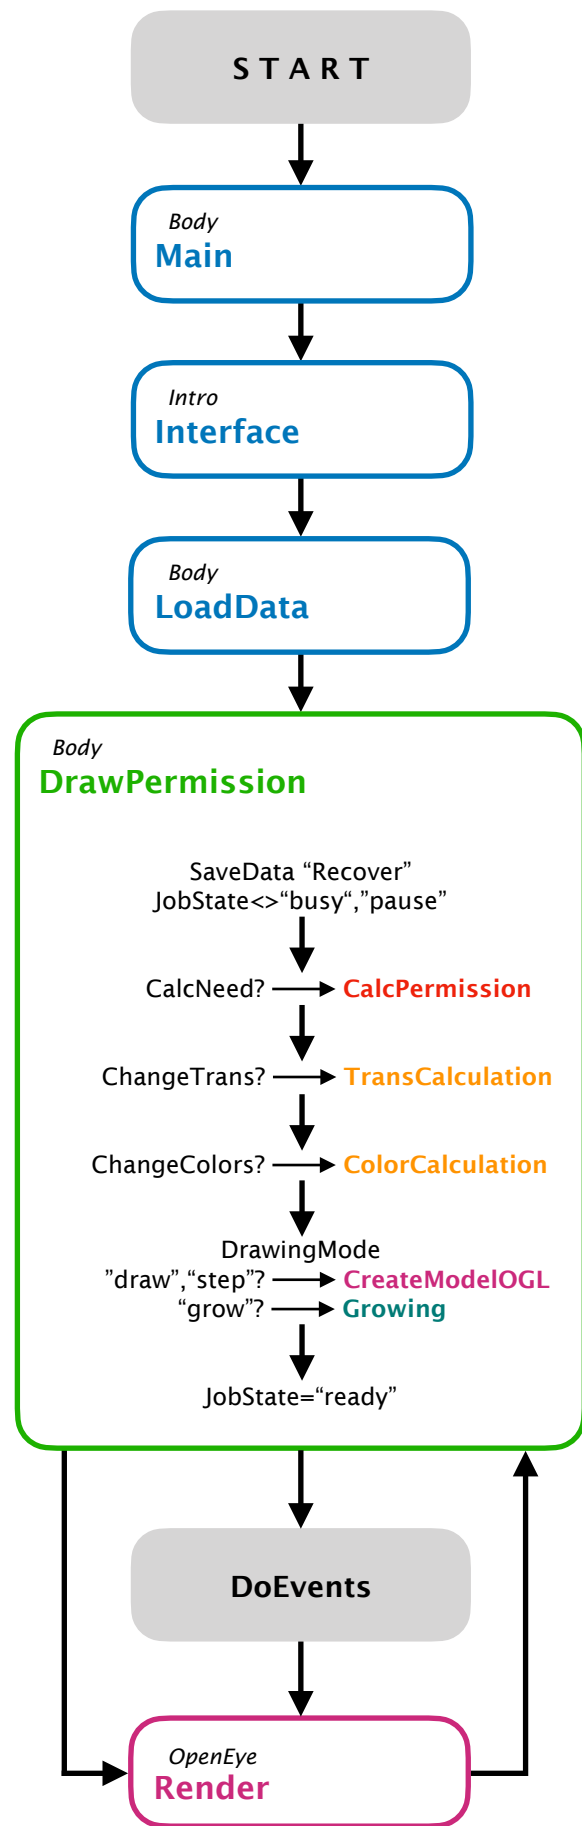 START
Body
Main
Intro
Interface
Body
LoadData
Body
DrawPermission
SaveData “Recover”
JobState<>“busy“,”pause”
CalcNeed? CalcPermission
ChangeTrans? TransCalculation
ChangeColors? ColorCalculation
DrawingMode
”draw”,“step”? CreateModelOGL
“grow”? Growing
JobState=“ready”
DoEvents
OpenEye
Render